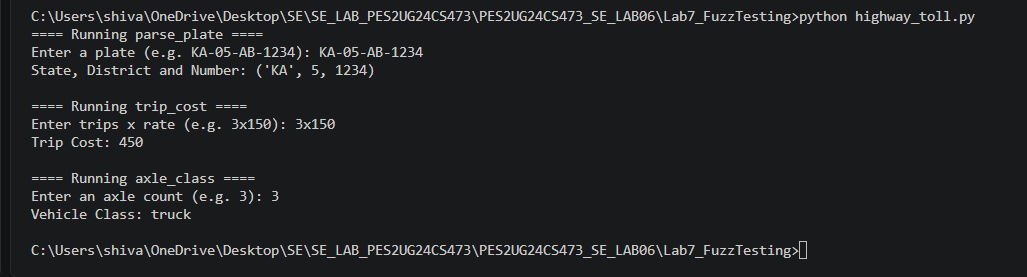 C:\Users\shiva\OneDrive\Desktop\SE\SE_LAB_PES2UG24CS473\PES2UG24CS473_SE_LAB06\Lab7_FuzzTesting>python highway_toll.py
==== Running parse_plate ====
Enter a plate (e.g. KA-05-AB-1234): KA-05-AB-1234
State, District and Number: ('KA', 5, 1234)
==== Running trip_cost ====
Enter trips x rate (e.g. 3x150): 3x150
Trip Cost: 450
==== Running axle_class ====
Enter an axle count (e.g. 3): 3
Vehicle Class: truck
C:\Users\shiva\OneDrive\Desktop\SE\SE_LAB_PES2UG24CS473\PES2UG24CS473_SE_LAB06\Lab7_FuzzTesting>